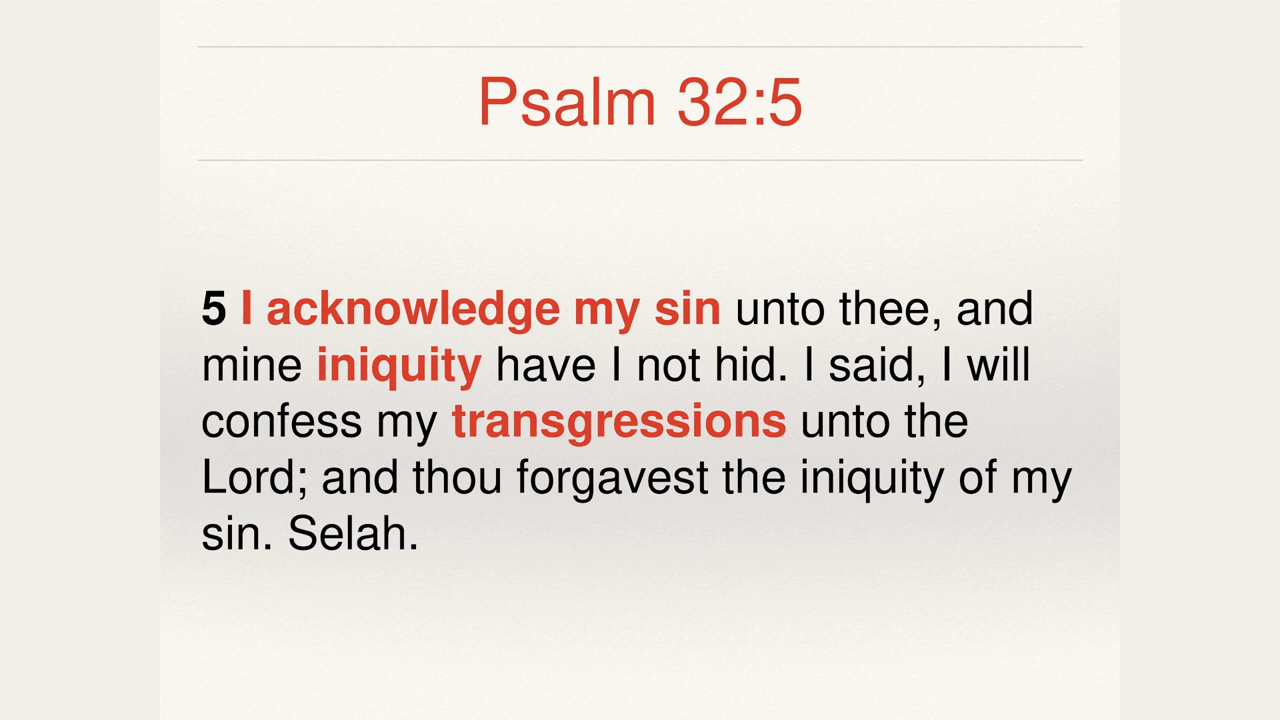 Psalm 32:5
5 I acknowledge my sin unto thee, and
mine iniquity have I not hid. I said, I will
confess my transgressions unto the
Lord; and thou forgavest the iniquity of my
sin. Selah.